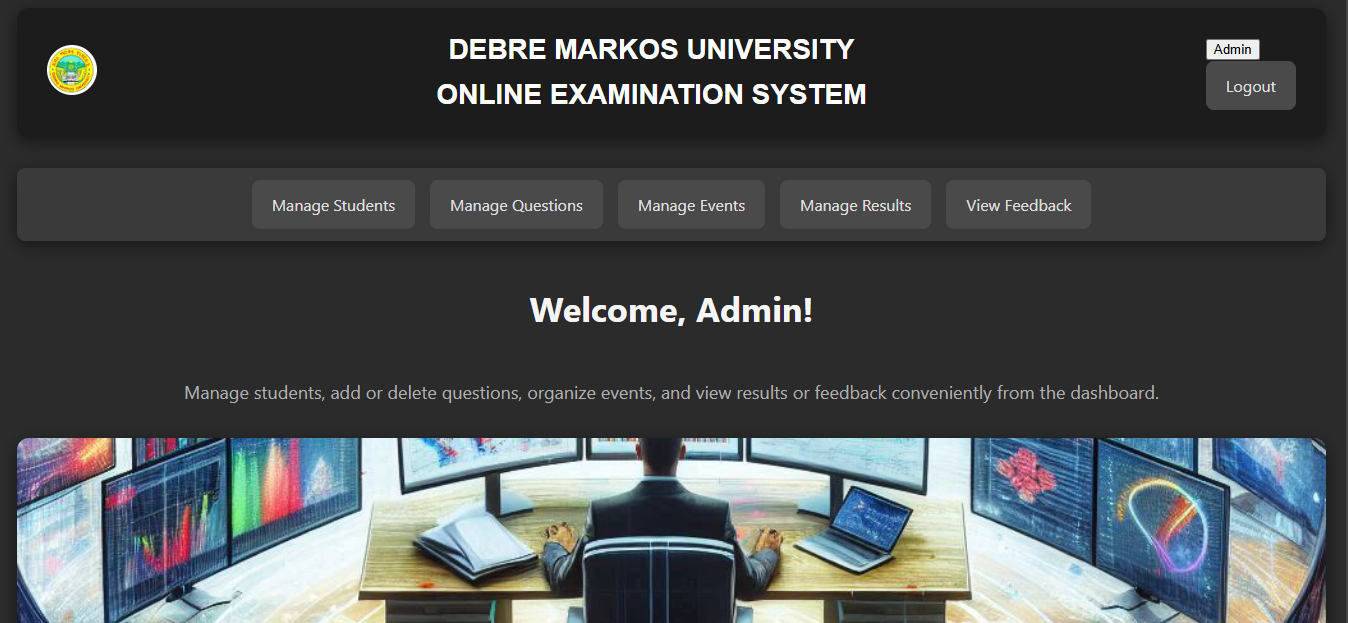 DEBRE MARKOS UNIVERSITY
ONLINE EXAMINATION SYSTEM
Admin
Logout
Manage Students
Manage Questions
Manage Events
Manage Results
View Feedback
Welcome, Admin!
Manage students, add or delete questions, organize events, and view results or feedback conveniently from the dashboard.